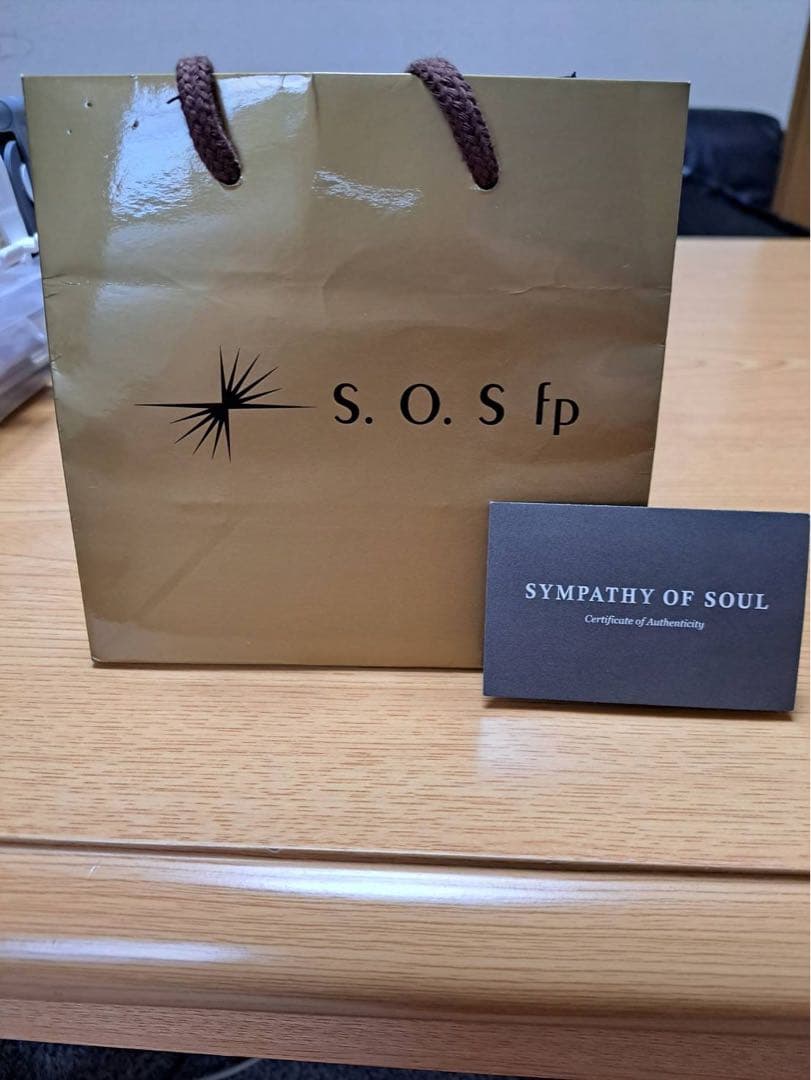 S. O. S fp
SYMPATHY OF SOUL
Certificate of Authenticity